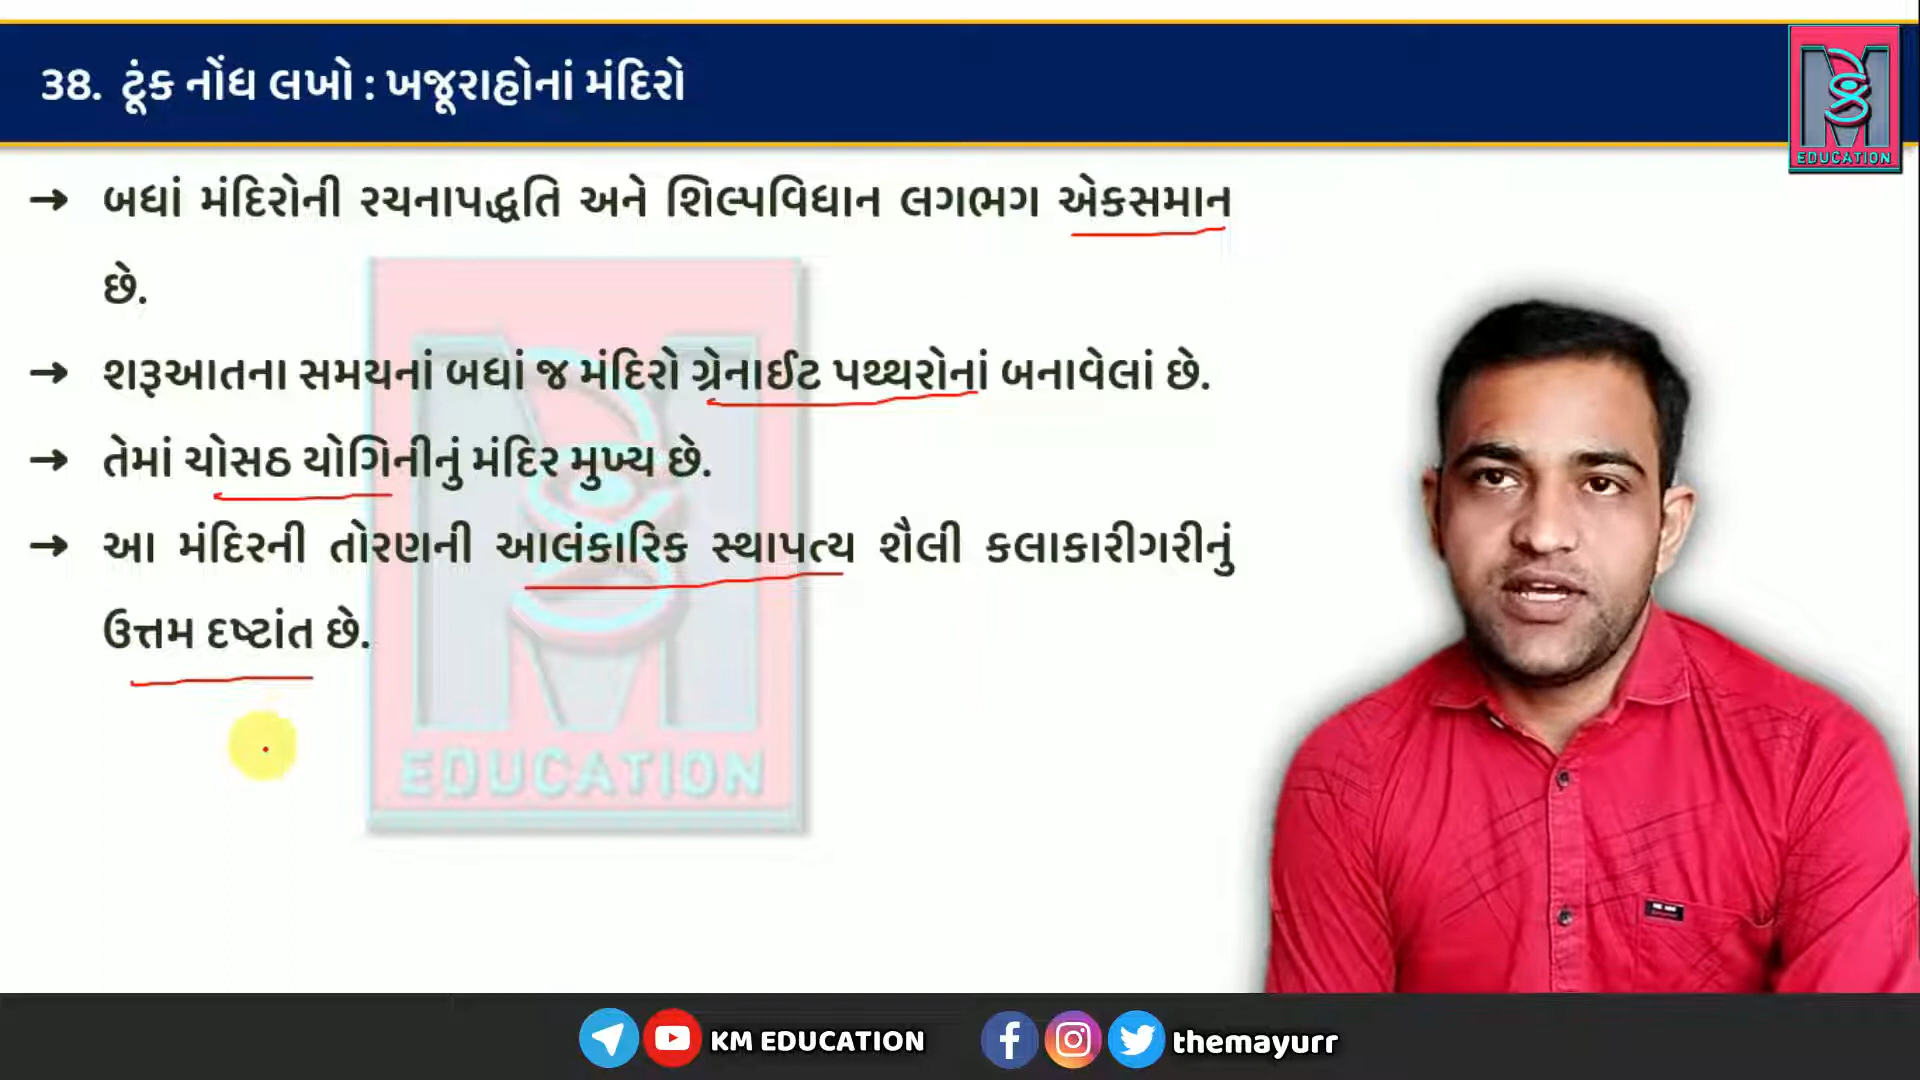 38. ટૂંક નોંધ લખો : ખજૂરાહોનાં મંદિરો
EDUCATION
→ બધાં મંદિરોની રચનાપદ્ધતિ અને શિલ્પવિધાન લગભગ એકસમાન
છે.
→ શરૂઆતના સમયનાં બધાં જ મંદિરો ગ્રેનાઈટ પથ્થરોનાં બનાવેલાં છે.
→ તેમાં ચોસઠ યોગિનીનું મંદિર મુખ્ય છે.
→ આ મંદિરની તોરણની આલંકારિક સ્થાપત્ય શૈલી કલાકારીગરીનું
ઉત્તમ દષ્ટાંત છે.
EDUCATION
KM EDUCATION
themayurr